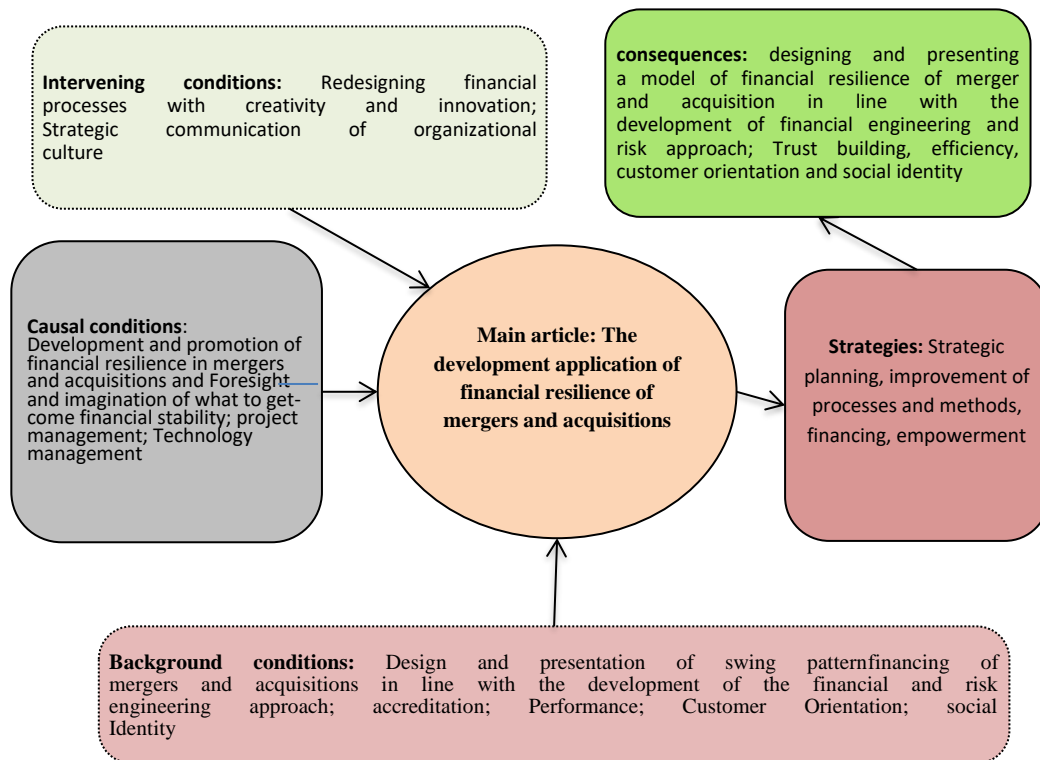 Intervening conditions: Redesigning financial
processes with creativity and innovation;
Strategic communication of organizational
culture
consequences: designing and presenting
a model of financial resilience of merger
and acquisition in line with the
development of financial engineering and
risk approach; Trust building, efficiency,
customer orientation and social identity
Causal conditions:
Development and promotion of
financial resilience in mergers
and acquisitions and Foresight
and imagination of what to get-
come financial stability; project
management; Technology
management
Main article: The
development application of
financial resilience of
mergers and acquisitions
Strategies: Strategic
planning, improvement of
processes and methods,
financing, empowerment
Background conditions: Design and presentation of swing patternfinancing of
mergers and acquisitions in line with the development of the financial and risk
engineering approach; accreditation; Performance; Customer Orientation; social
Identity